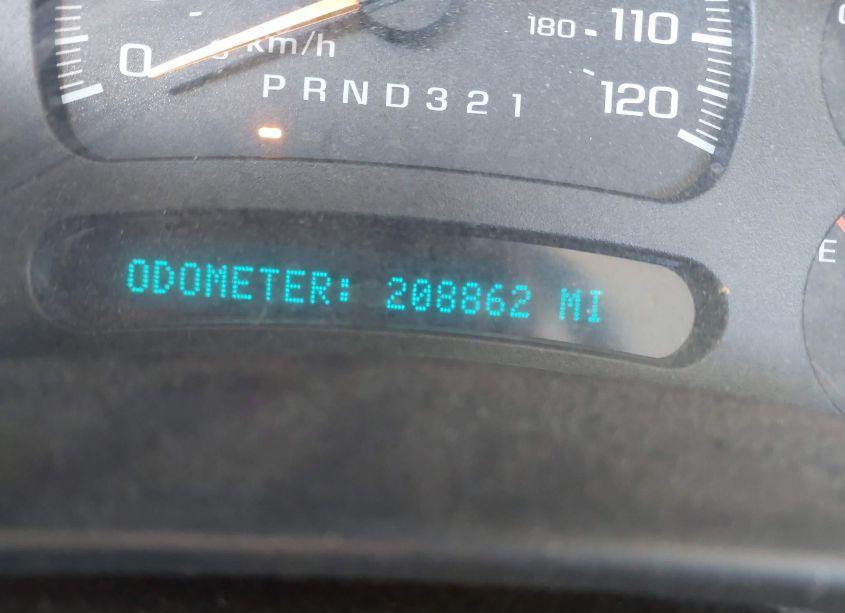 0 km/h 180 110
P R N D 3 2 1 120
ODOMETER: 208862 MI
E